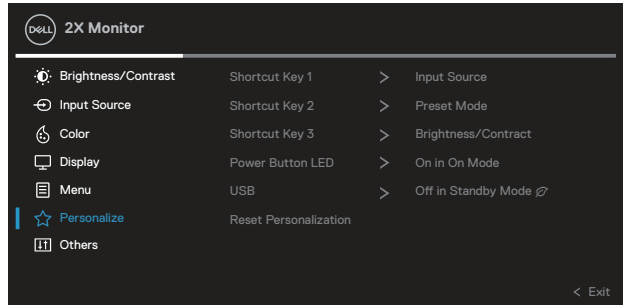 DELL 2X Monitor
Brightness/Contrast Shortcut Key 1 > Input Source
Input Source Shortcut Key 2 > Preset Mode
Color Shortcut Key 3 > Brightness/Contract
Display Power Button LED > On in On Mode
Menu USB > Off in Standby Mode
Personalize Reset Personalization
Others
< Exit